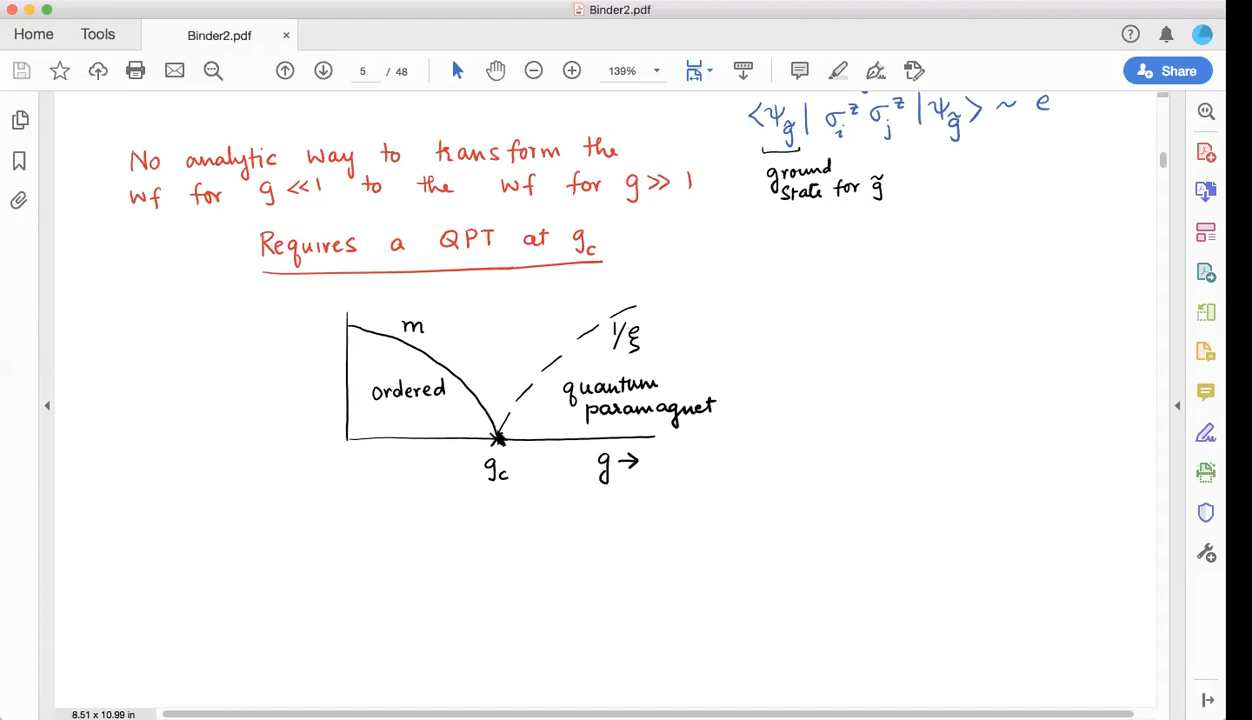 Binder2.pdf
Home Tools Binder2.pdf ×
5 / 48 139% Share
<ψg̃| σᵢᶻ σⱼᶻ |ψg̃> ~ e
ground
state for g̃
No analytic way to transform the
wf for g <<1 to the wf for g >> 1
Requires a QPT at gc
m
1/ξ
ordered
quantum
paramagnet
gc g →
8.51 x 10.99 in